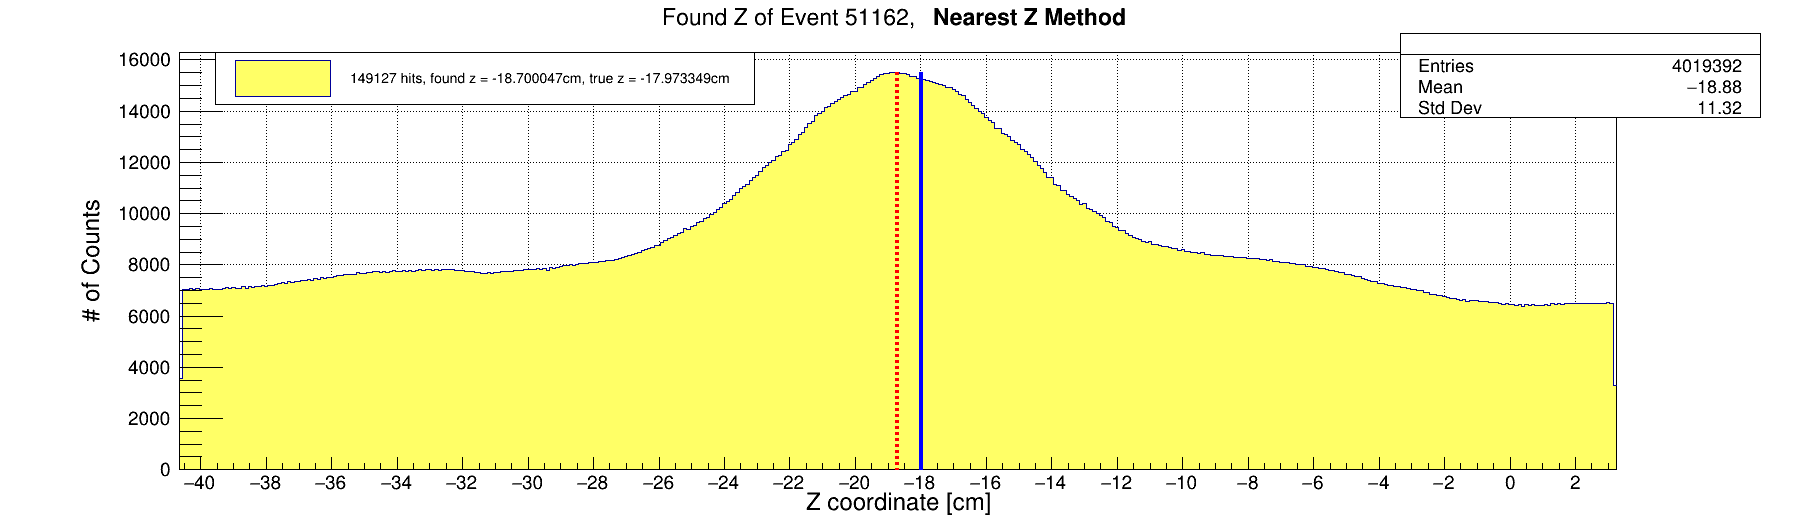 Found Z of Event 51162, Nearest Z Method
149127 hits, found z = -18.700047cm, true z = -17.973349cm
Entries 4019392
Mean −18.88
Std Dev 11.32
# of Counts
16000
14000
12000
10000
8000
6000
4000
2000
0
−40 −38 −36 −34 −32 −30 −28 −26 −24 −22 −20 −18 −16 −14 −12 −10 −8 −6 −4 −2 0 2
Z coordinate [cm]